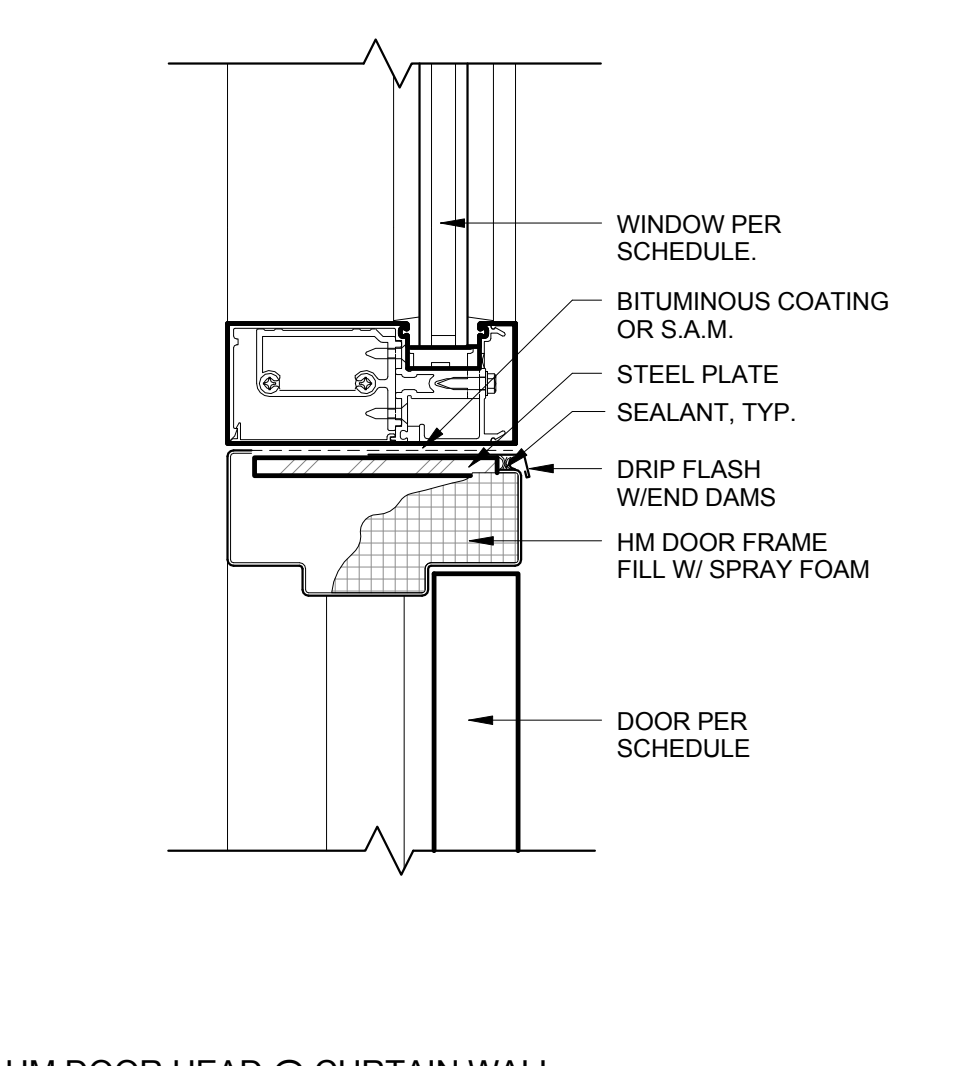 WINDOW PER
SCHEDULE.
BITUMINOUS COATING
OR S.A.M.
STEEL PLATE
SEALANT, TYP.
DRIP FLASH
W/END DAMS
HM DOOR FRAME
FILL W/ SPRAY FOAM
DOOR PER
SCHEDULE
HM DOOR HEAD @ CURTAIN WALL